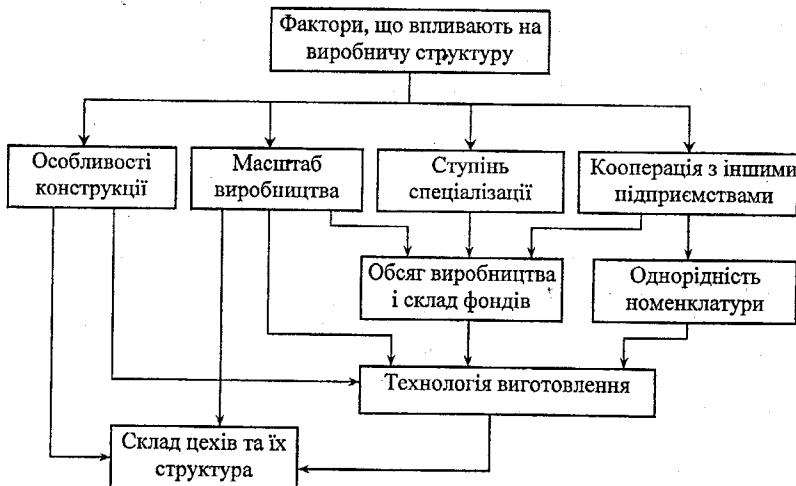 Фактори, що впливають на
виробничу структуру
Особливості
конструкції
Масштаб
виробництва
Ступінь
спеціалізації
Кооперація з іншими
підприємствами
Обсяг виробництва
і склад фондів
Однорідність
номенклатури
Технологія виготовлення
Склад цехів та їх
структура